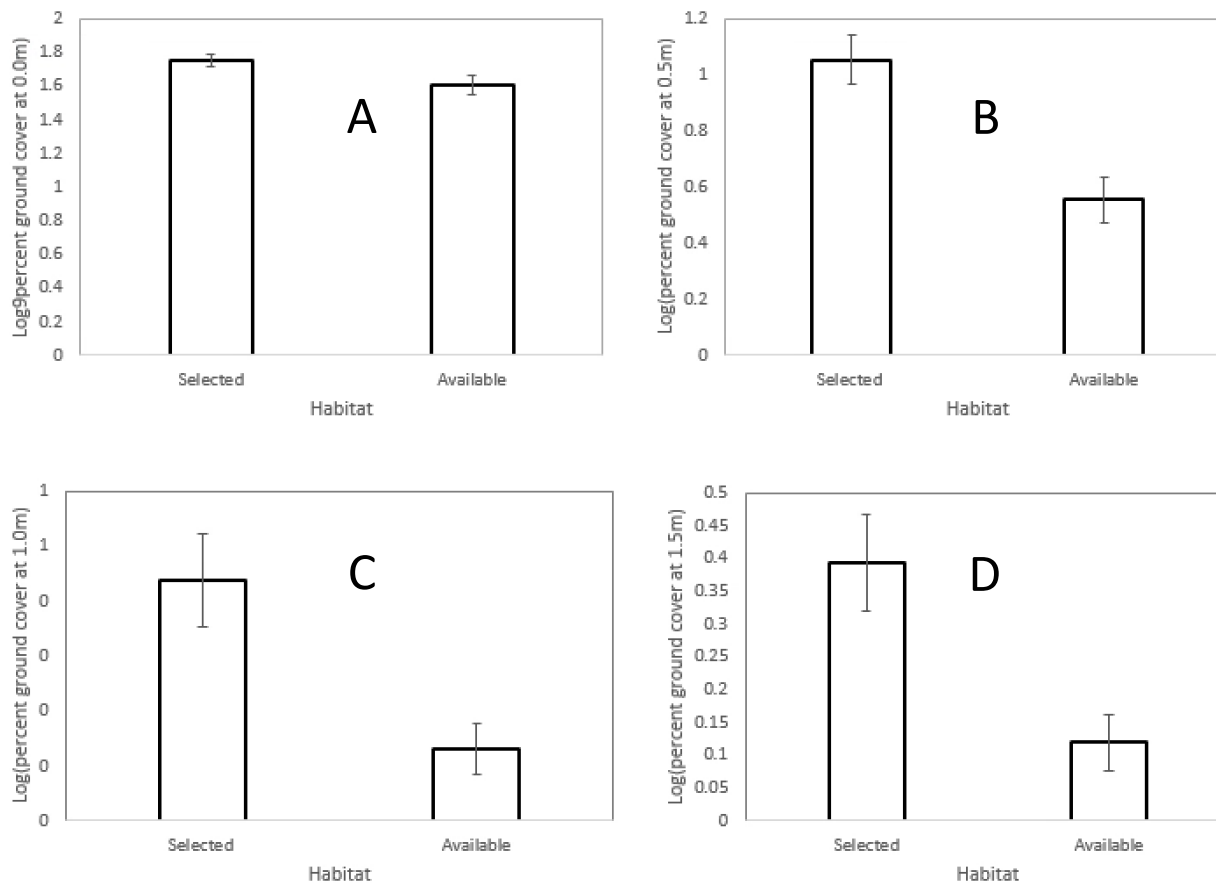 Log9percent ground cover at 0.0m)
2
1.8
1.6
1.4
1.2
1
0.8
0.6
0.4
0.2
0
A
Selected
Available
Habitat
Log(percent ground cover at 0.5m)
1.2
1
0.8
0.6
0.4
0.2
0
B
Selected
Available
Habitat
Log(percent ground cover at 1.0m)
1
1
0
0
0
0
0
C
Selected
Available
Habitat
Log(percent ground cover at 1.5m)
0.5
0.45
0.4
0.35
0.3
0.25
0.2
0.15
0.1
0.05
0
D
Selected
Available
Habitat